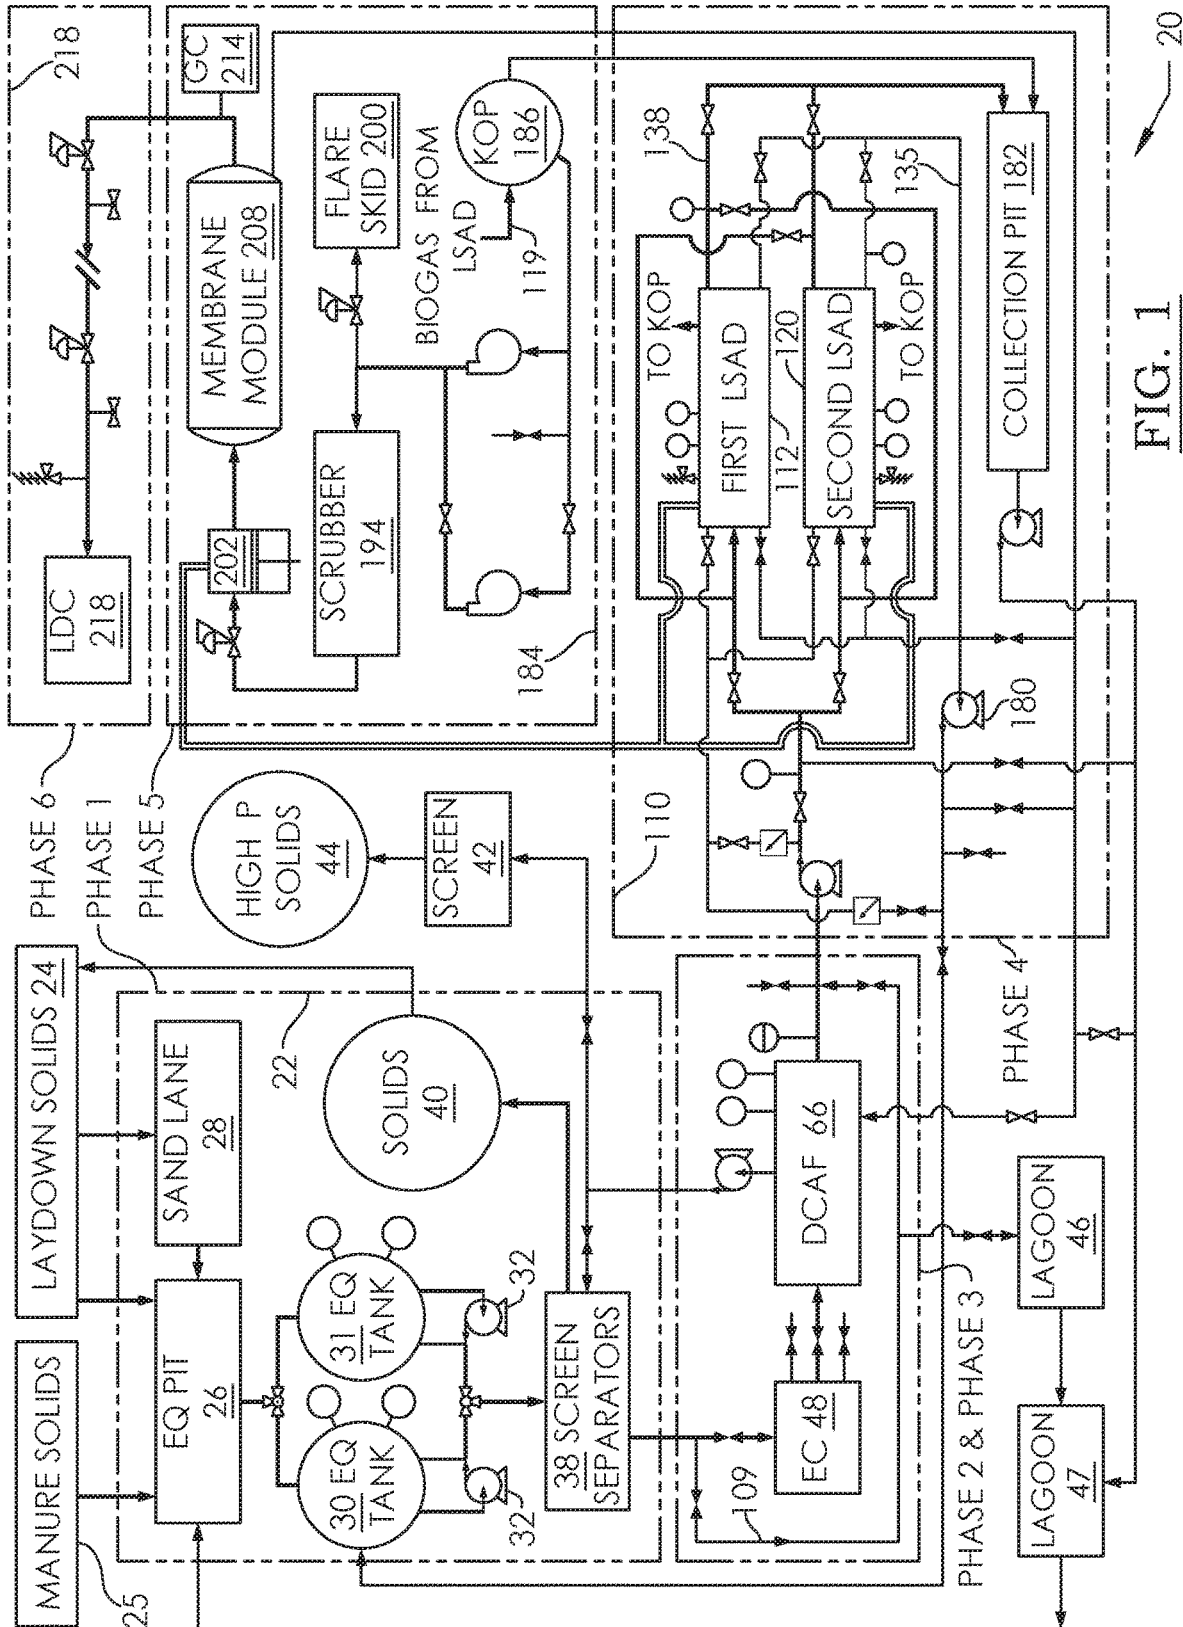 MANURE SOLIDS
25
LAYDOWN SOLIDS 24
PHASE 6
PHASE 1
PHASE 5
218
EQ PIT
26
SAND LANE
28
22
30 EQ
TANK
31 EQ
TANK
32
32
SOLIDS
40
38 SCREEN
SEPARATORS
HIGH P
SOLIDS
44
SCREEN
42
LDC
218
GC
214
202
MEMBRANE
MODULE 208
SCRUBBER
194
FLARE
SKID 200
BIOGAS FROM
LSAD
119
KOP
186
184
109
EC 48
DCAF 66
PHASE 2 & PHASE 3
LAGOON
46
LAGOON
47
110
PHASE 4
180
TO KOP
138
FIRST LSAD
112
120
SECOND LSAD
TO KOP
135
COLLECTION PIT 182
20
FIG. 1